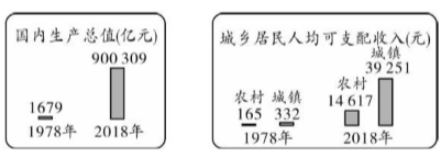 国内生产总值(亿元)
900 309
1679
1978年 2018年
城乡居民人均可支配收入(元)
城镇
39 251
农村
14 617
农村 城镇
165 332
1978年 2018年